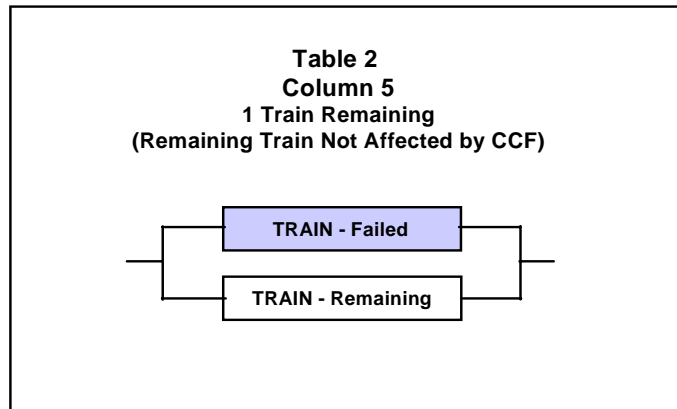 Table 2
Column 5
1 Train Remaining
(Remaining Train Not Affected by CCF)
TRAIN - Failed
TRAIN - Remaining